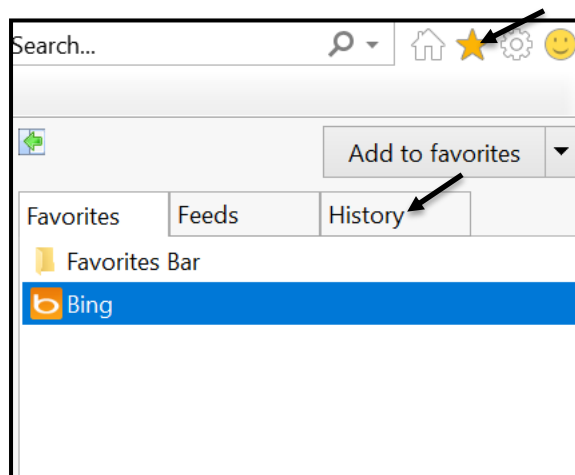 Search...
Add to favorites
Favorites Feeds History
Favorites Bar
Bing